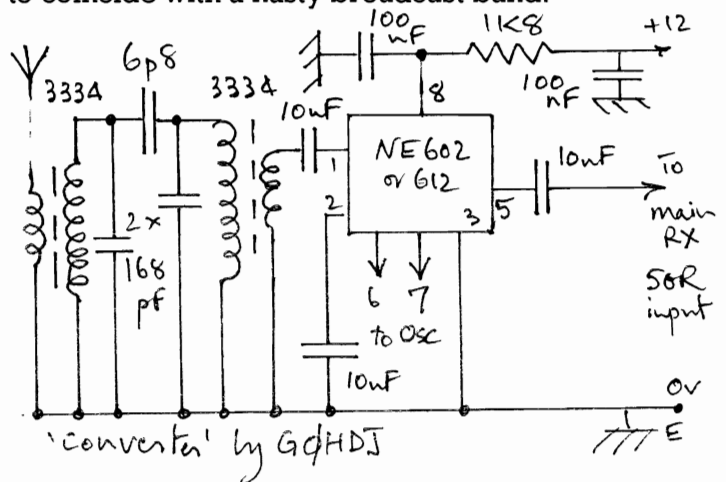 to coincide with a nasty broadcast band.
100
nF
1K8
+12
6p8
3334
3334
10nF
8
100
nF
NE602
or 612
1
2
3
5
10nF
To
main
RX
50R
input
2x
168
pf
6 7
to Osc
10nF
0v
E
'converter' by GØHDJ